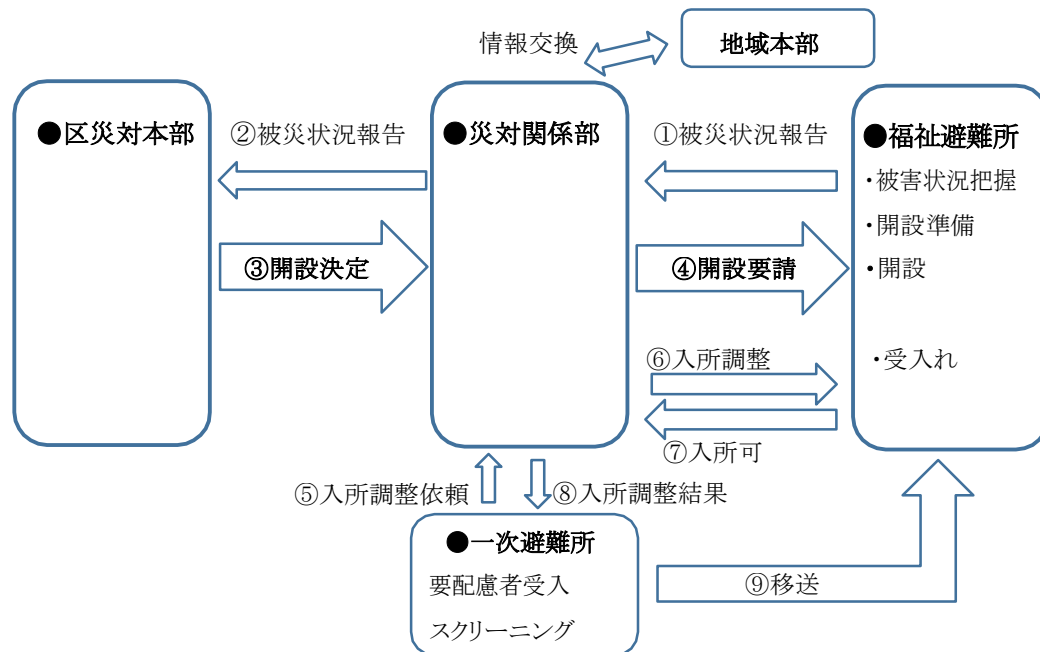 情報交換
地域本部
●区災対本部
②被災状況報告
●災対関係部
①被災状況報告
●福祉避難所
・被害状況把握
・開設準備
③開設決定
④開設要請
・開設
⑥入所調整
・受入れ
⑦入所可
⑤入所調整依頼
⑧入所調整結果
●一次避難所
要配慮者受入
⑨移送
スクリーニング